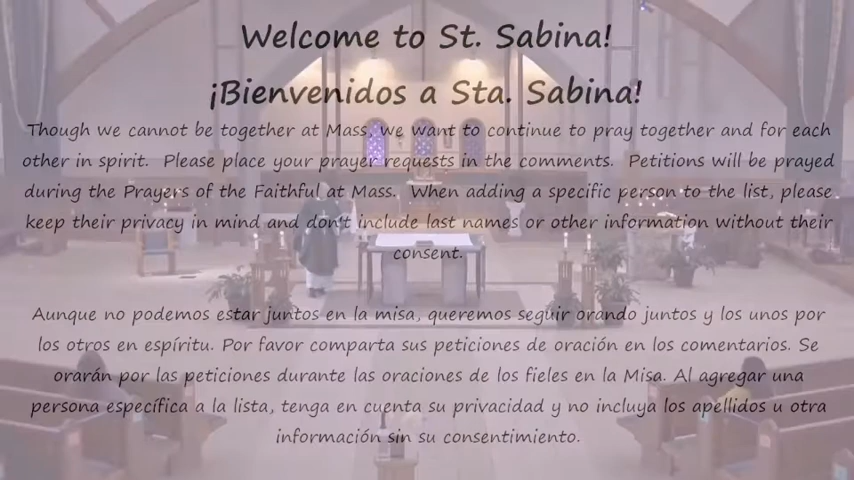 Welcome to St. Sabina!
¡Bienvenidos a Sta. Sabina!
Though we cannot be together at Mass, we want to continue to pray together and for each
other in spirit.  Please place your prayer requests in the comments.  Petitions will be prayed
during the Prayers of the Faithful at Mass.  When adding a specific person to the list, please
keep their privacy in mind and don't include last names or other information without their
consent.
Aunque no podemos estar juntos en la misa, queremos seguir orando juntos y los unos por
los otros en espíritu. Por favor comparta sus peticiones de oración en los comentarios. Se
orarán por las peticiones durante las oraciones de los fieles en la Misa. Al agregar una
persona específica a la lista, tenga en cuenta su privacidad y no incluya los apellidos u otra
información sin su consentimiento.